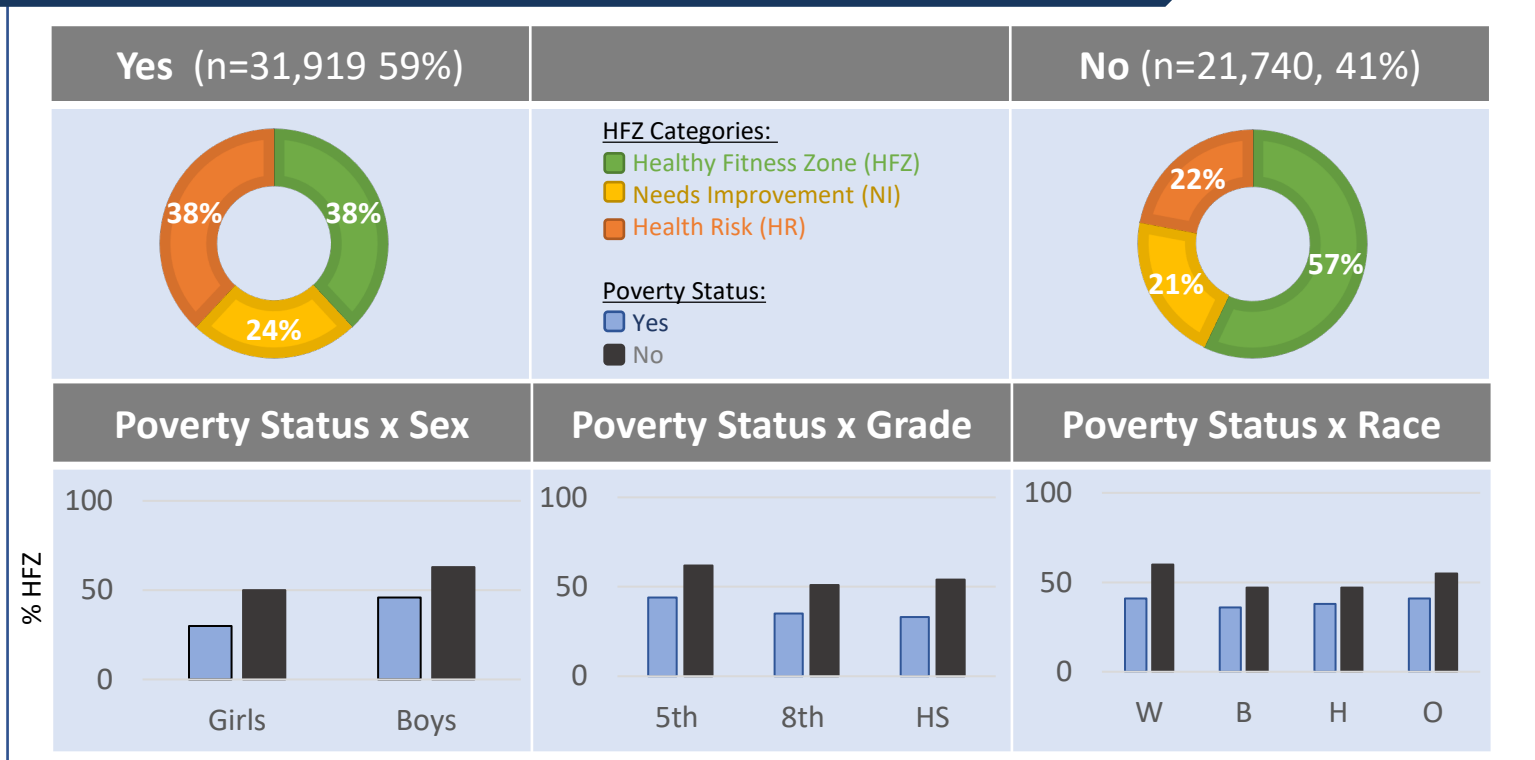 Yes (n=31,919 59%)
No (n=21,740, 41%)
38%
38%
24%
HFZ Categories:
Healthy Fitness Zone (HFZ)
Needs Improvement (NI)
Health Risk (HR)
Poverty Status:
Yes
No
22%
57%
21%
Poverty Status x Sex
Poverty Status x Grade
Poverty Status x Race
% HFZ
100
50
0
Girls
Boys
100
50
0
5th
8th
HS
100
50
0
W
B
H
O